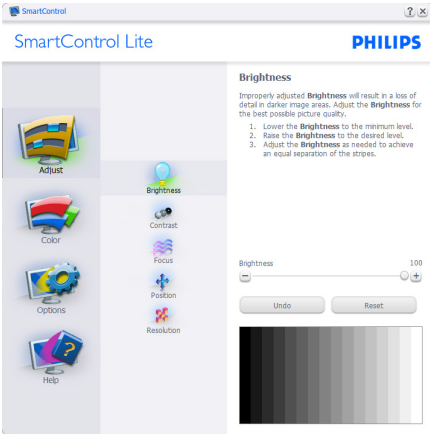 SmartControl
SmartControl Lite
PHILIPS
Adjust
Color
Options
Help
Brightness
Contrast
Focus
Position
Resolution
Brightness
Improperly adjusted Brightness will result in a loss of
detail in darker image areas. Adjust the Brightness for
the best possible picture quality.
1. Lower the Brightness to the minimum level.
2. Raise the Brightness to the desired level.
3. Adjust the Brightness as needed to achieve
an equal separation of the stripes.
Brightness 100
Undo Reset